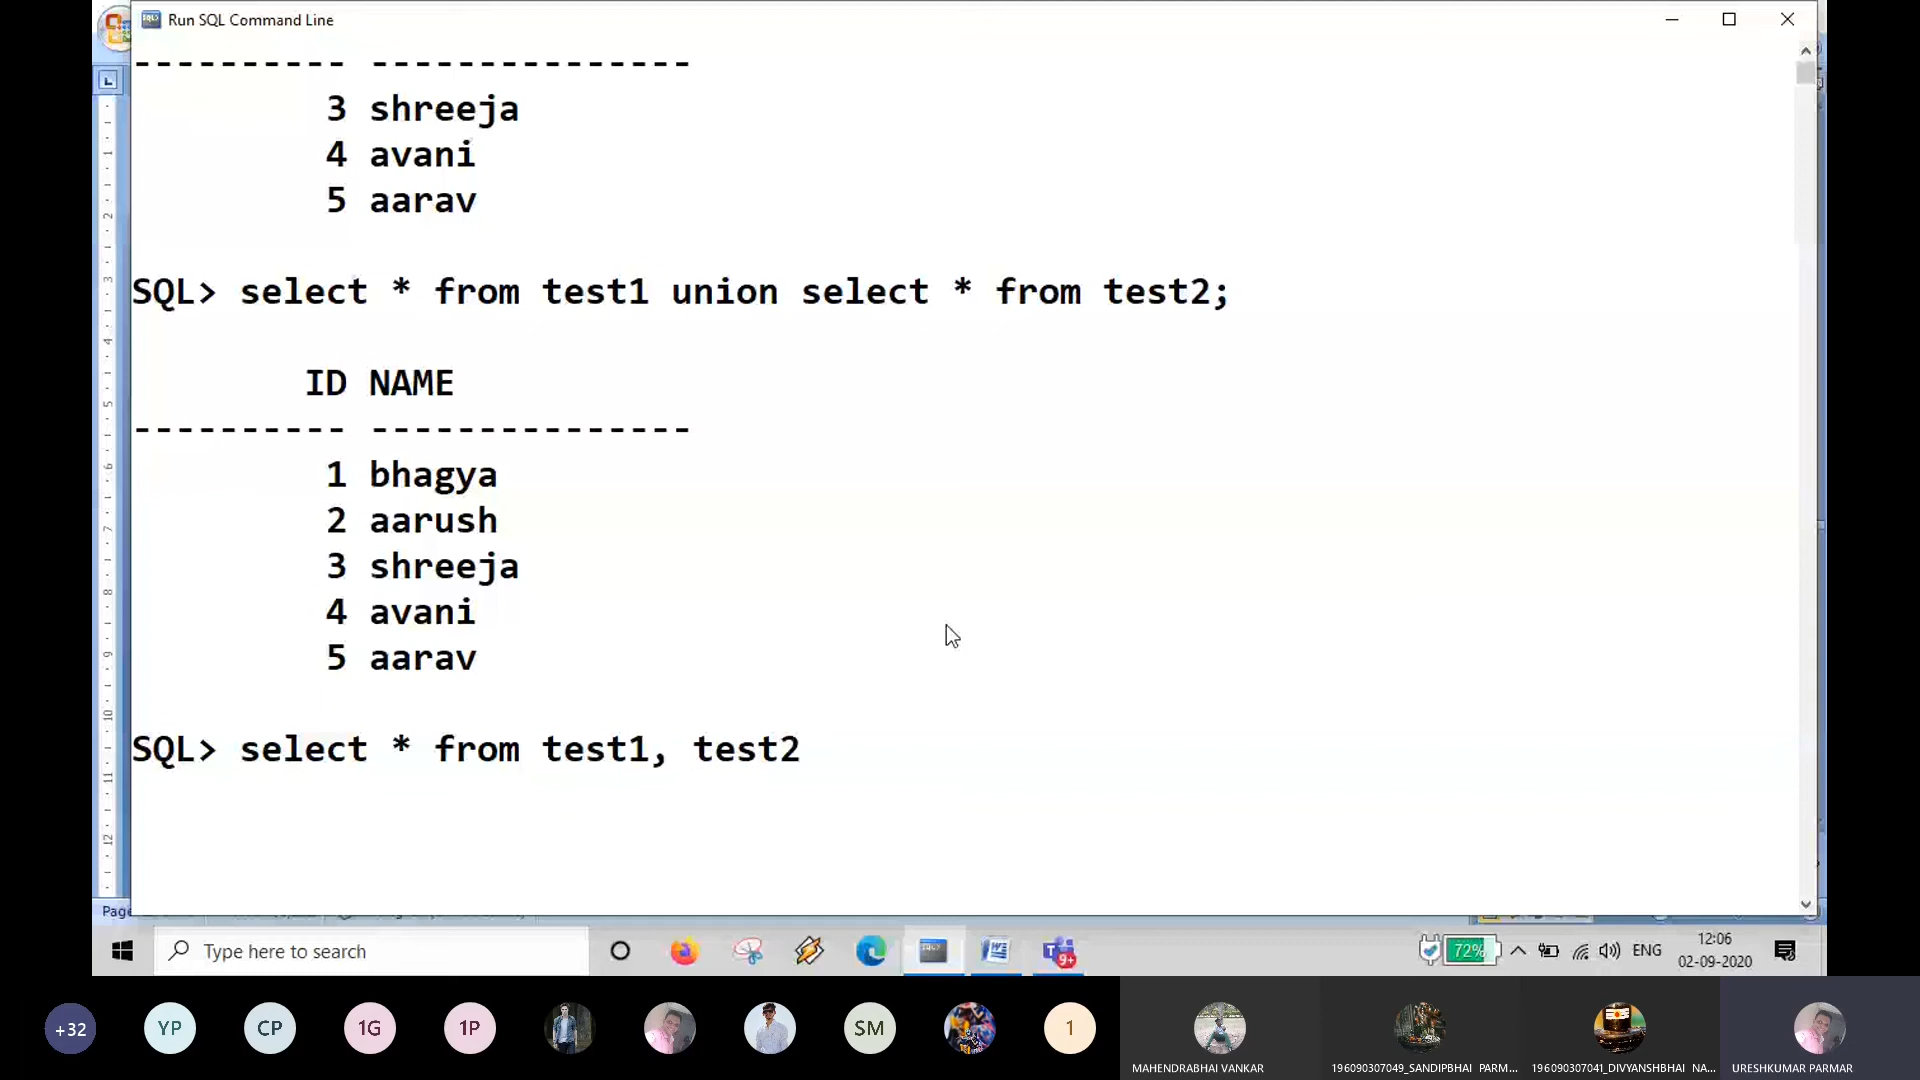 Run SQL Command Line
---------- ---------------
3 shreeja
4 avani
5 aarav
SQL> select * from test1 union select * from test2;
ID NAME
---------- ---------------
1 bhagya
2 aarush
3 shreeja
4 avani
5 aarav
SQL> select * from test1, test2
Page
Type here to search
72%
ENG
12:06
02-09-2020
9+
+32
YP
CP
1G
1P
SM
1
MAHENDRABHAI VANKAR
196090307049_SANDIPBHAI PARM...
196090307041_DIVYANSHBHAI NA...
URESHKUMAR PARMAR